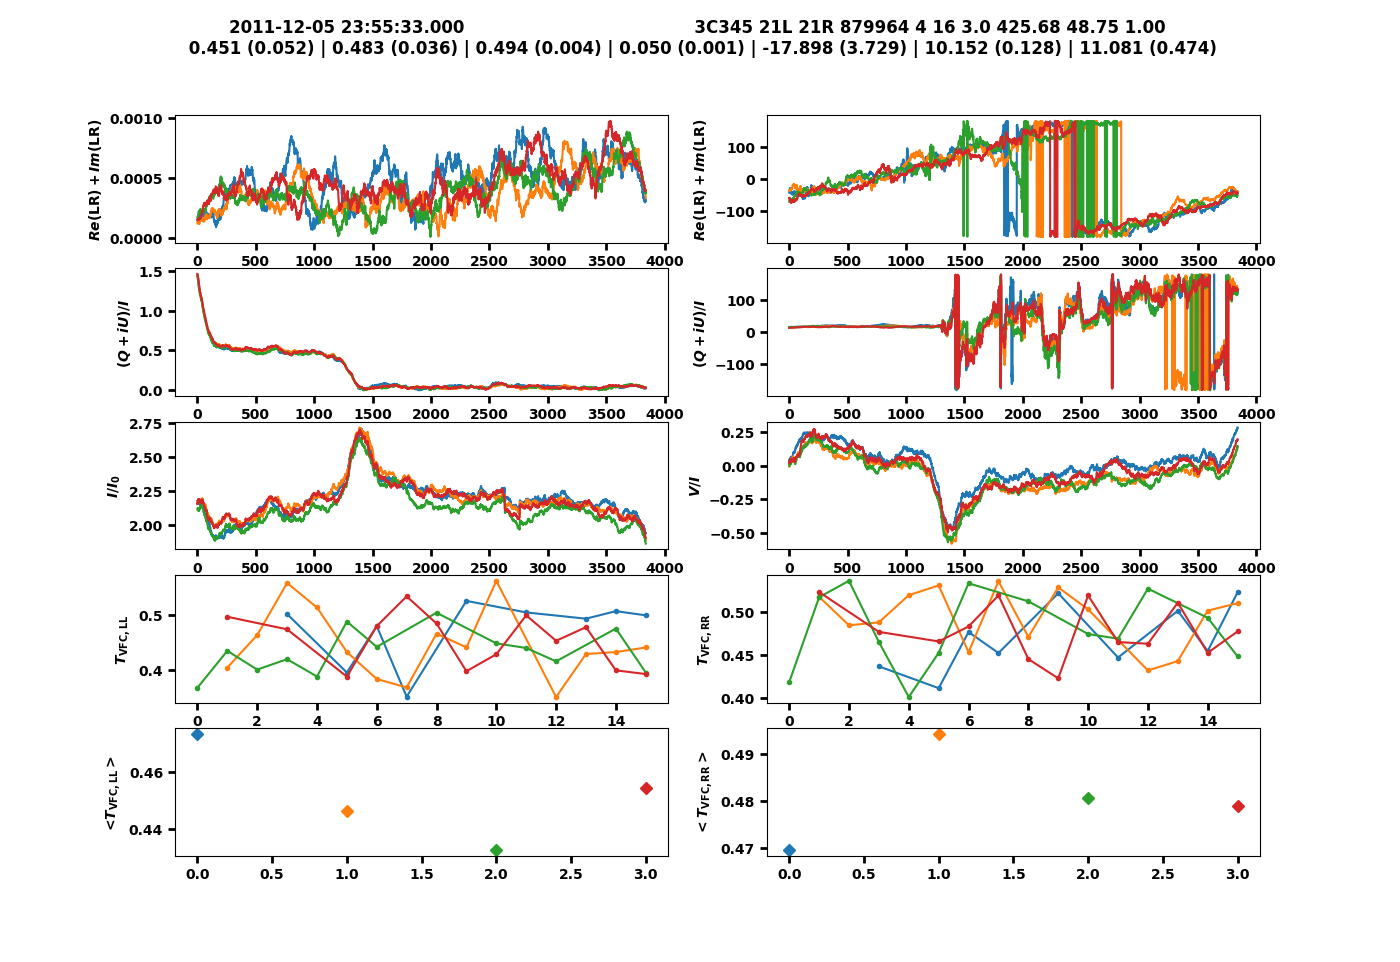 2011-12-05 23:55:33.000 3C345 21L 21R 879964 4 16 3.0 425.68 48.75 1.00
0.451 (0.052) | 0.483 (0.036) | 0.494 (0.004) | 0.050 (0.001) | -17.898 (3.729) | 10.152 (0.128) | 11.081 (0.474)
Re(LR) + Im(LR)
0.0010
0.0005
0.0000
0 500 1000 1500 2000 2500 3000 3500 4000
Re(LR) + Im(LR)
100
0
−100
0 500 1000 1500 2000 2500 3000 3500 4000
(Q + iU)/I
1.5
1.0
0.5
0.0
0 500 1000 1500 2000 2500 3000 3500 4000
(Q + iU)/I
100
0
−100
0 500 1000 1500 2000 2500 3000 3500 4000
I/I0
2.75
2.50
2.25
2.00
0 500 1000 1500 2000 2500 3000 3500 4000
V/I
0.25
0.00
−0.25
−0.50
0 500 1000 1500 2000 2500 3000 3500 4000
TVFC, LL
0.5
0.4
0 2 4 6 8 10 12 14
TVFC, RR
0.50
0.45
0.40
0 2 4 6 8 10 12 14
<TVFC, LL >
0.46
0.44
0.0 0.5 1.0 1.5 2.0 2.5 3.0
< TVFC, RR >
0.49
0.48
0.47
0.0 0.5 1.0 1.5 2.0 2.5 3.0